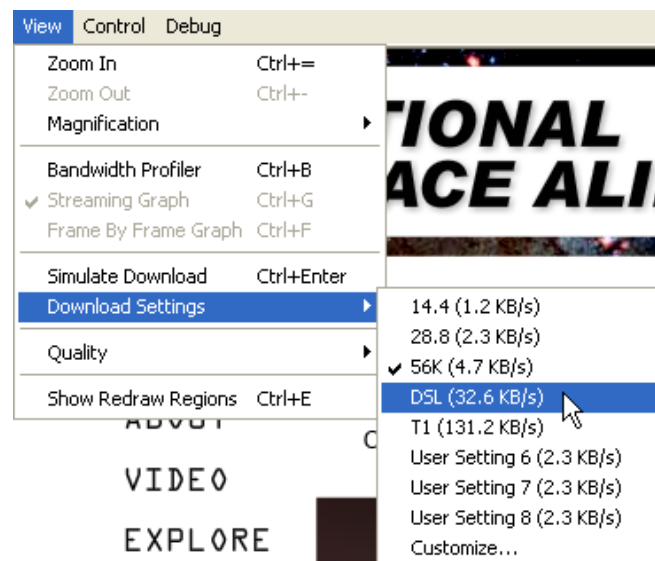 View Control Debug
Zoom In Ctrl+=
Zoom Out Ctrl+-
Magnification
TIONAL
Bandwidth Profiler Ctrl+B
ACE ALI
Streaming Graph Ctrl+G
Frame By Frame Graph Ctrl+F
Simulate Download Ctrl+Enter
Download Settings
14.4 (1.2 KB/s)
28.8 (2.3 KB/s)
Quality
56K (4.7 KB/s)
Show Redraw Regions Ctrl+E
DSL (32.6 KB/s)
ABOUT
T1 (131.2 KB/s)
User Setting 6 (2.3 KB/s)
VIDEO
User Setting 7 (2.3 KB/s)
User Setting 8 (2.3 KB/s)
EXPLORE
Customize...